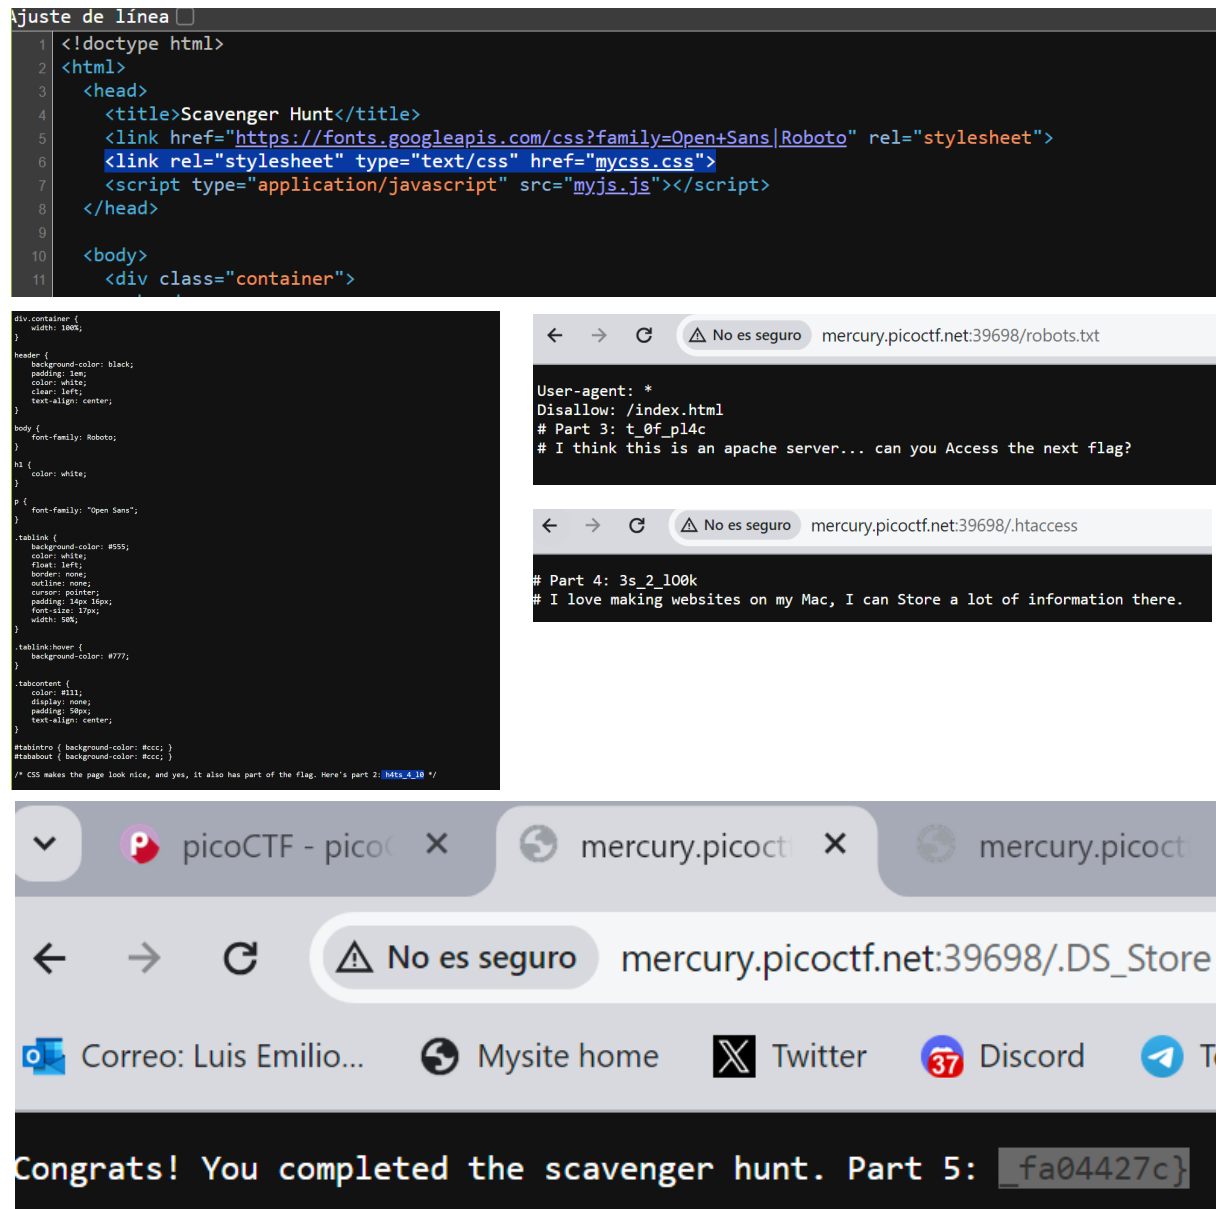 Ajuste de línea
1 <!doctype html>
2 <html>
3 <head>
4 <title>Scavenger Hunt</title>
5 <link href="https://fonts.googleapis.com/css?family=Open+Sans|Roboto" rel="stylesheet">
6 <link rel="stylesheet" type="text/css" href="mycss.css">
7 <script type="application/javascript" src="myjs.js"></script>
8 </head>
9
10 <body>
11 <div class="container">
div.container {
width: 100%;
}
header {
background-color: black;
padding: 1em;
color: white;
clear: left;
text-align: center;
}
body {
font-family: Roboto;
}
h1 {
color: white;
}
p {
font-family: "Open Sans";
}
.tablink {
background-color: #555;
color: white;
float: left;
border: none;
outline: none;
cursor: pointer;
padding: 14px 16px;
font-size: 17px;
width: 50%;
}
.tablink:hover {
background-color: #777;
}
.tabcontent {
color: #111;
display: none;
padding: 50px;
text-align: center;
}
#tabintro { background-color: #ccc; }
#tababout { background-color: #ccc; }
/* CSS makes the page look nice, and yes, it also has part of the flag. Here's part 2: h4ts_4_l0 */
No es seguro mercury.picoctf.net:39698/robots.txt
User-agent: *
Disallow: /index.html
# Part 3: t_0f_pl4c
# I think this is an apache server... can you Access the next flag?
No es seguro mercury.picoctf.net:39698/.htaccess
# Part 4: 3s_2_lO0k
# I love making websites on my Mac, I can Store a lot of information there.
picoCTF - pico mercury.picoct mercury.picoct
No es seguro mercury.picoctf.net:39698/.DS_Store
Correo: Luis Emilio... Mysite home Twitter 37 Discord
Congrats! You completed the scavenger hunt. Part 5: _fa04427c}